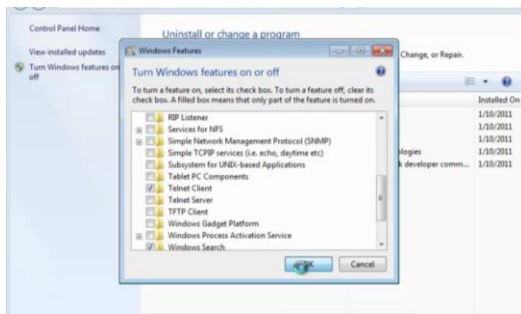 Control Panel Home
Uninstall or change a program
View installed updates
Turn Windows features on
off
Windows Features
Change, or Repair.
Turn Windows features on or off
To turn a feature on, select its check box. To turn a feature off, clear its
check box. A filled box means that only part of the feature is turned on.
Installed On
RIP Listener
1/10/2011
Services for NFS
1/10/2011
Simple Network Management Protocol (SNMP)
1/10/2011
Simple TCPIP services (i.e. echo, daytime etc)
ologies
1/10/2011
Subsystem for UNIX-based Applications
k developer comm...
1/10/2011
Tablet PC Components
Telnet Client
Telnet Server
TFTP Client
Windows Gadget Platform
Windows Process Activation Service
Windows Search
OK
Cancel